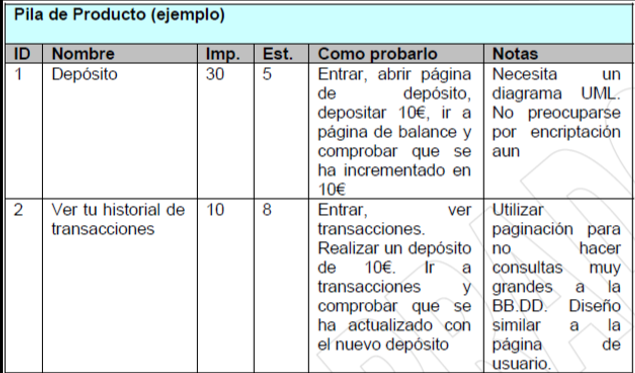 Pila de Producto (ejemplo)
ID Nombre Imp. Est. Como probarlo Notas
1 Depósito 30 5 Entrar, abrir página Necesita un
de depósito, diagrama UML.
depositar 10€, ir a No preocuparse
página de balance y por encriptación
comprobar que se aun
ha incrementado en
10€
2 Ver tu historial de 10 8 Entrar, ver Utilizar
transacciones transacciones. paginación para
Realizar un depósito no hacer
de 10€. Ir a consultas muy
transacciones y grandes a la
comprobar que se BB.DD. Diseño
ha actualizado con similar a la
el nuevo depósito página de
usuario.